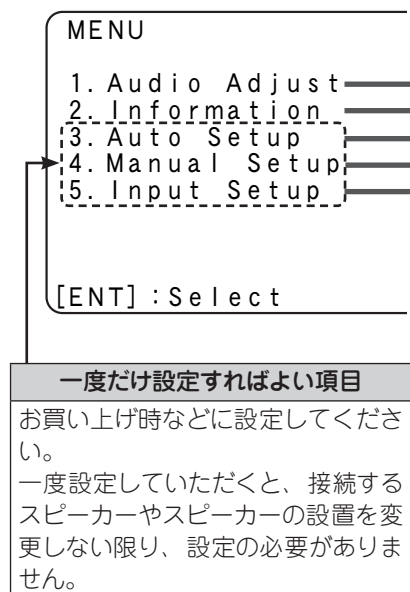 MENU
1. Audio Adjust
2. Information
3. Auto Setup
4. Manual Setup
5. Input Setup
[ENT] : Select
一度だけ設定すればよい項目
お買い上げ時などに設定してくださ
い。
一度設定していただくと、接続する
スピーカーやスピーカーの設置を変
更しない限り、設定の必要がありま
せん。